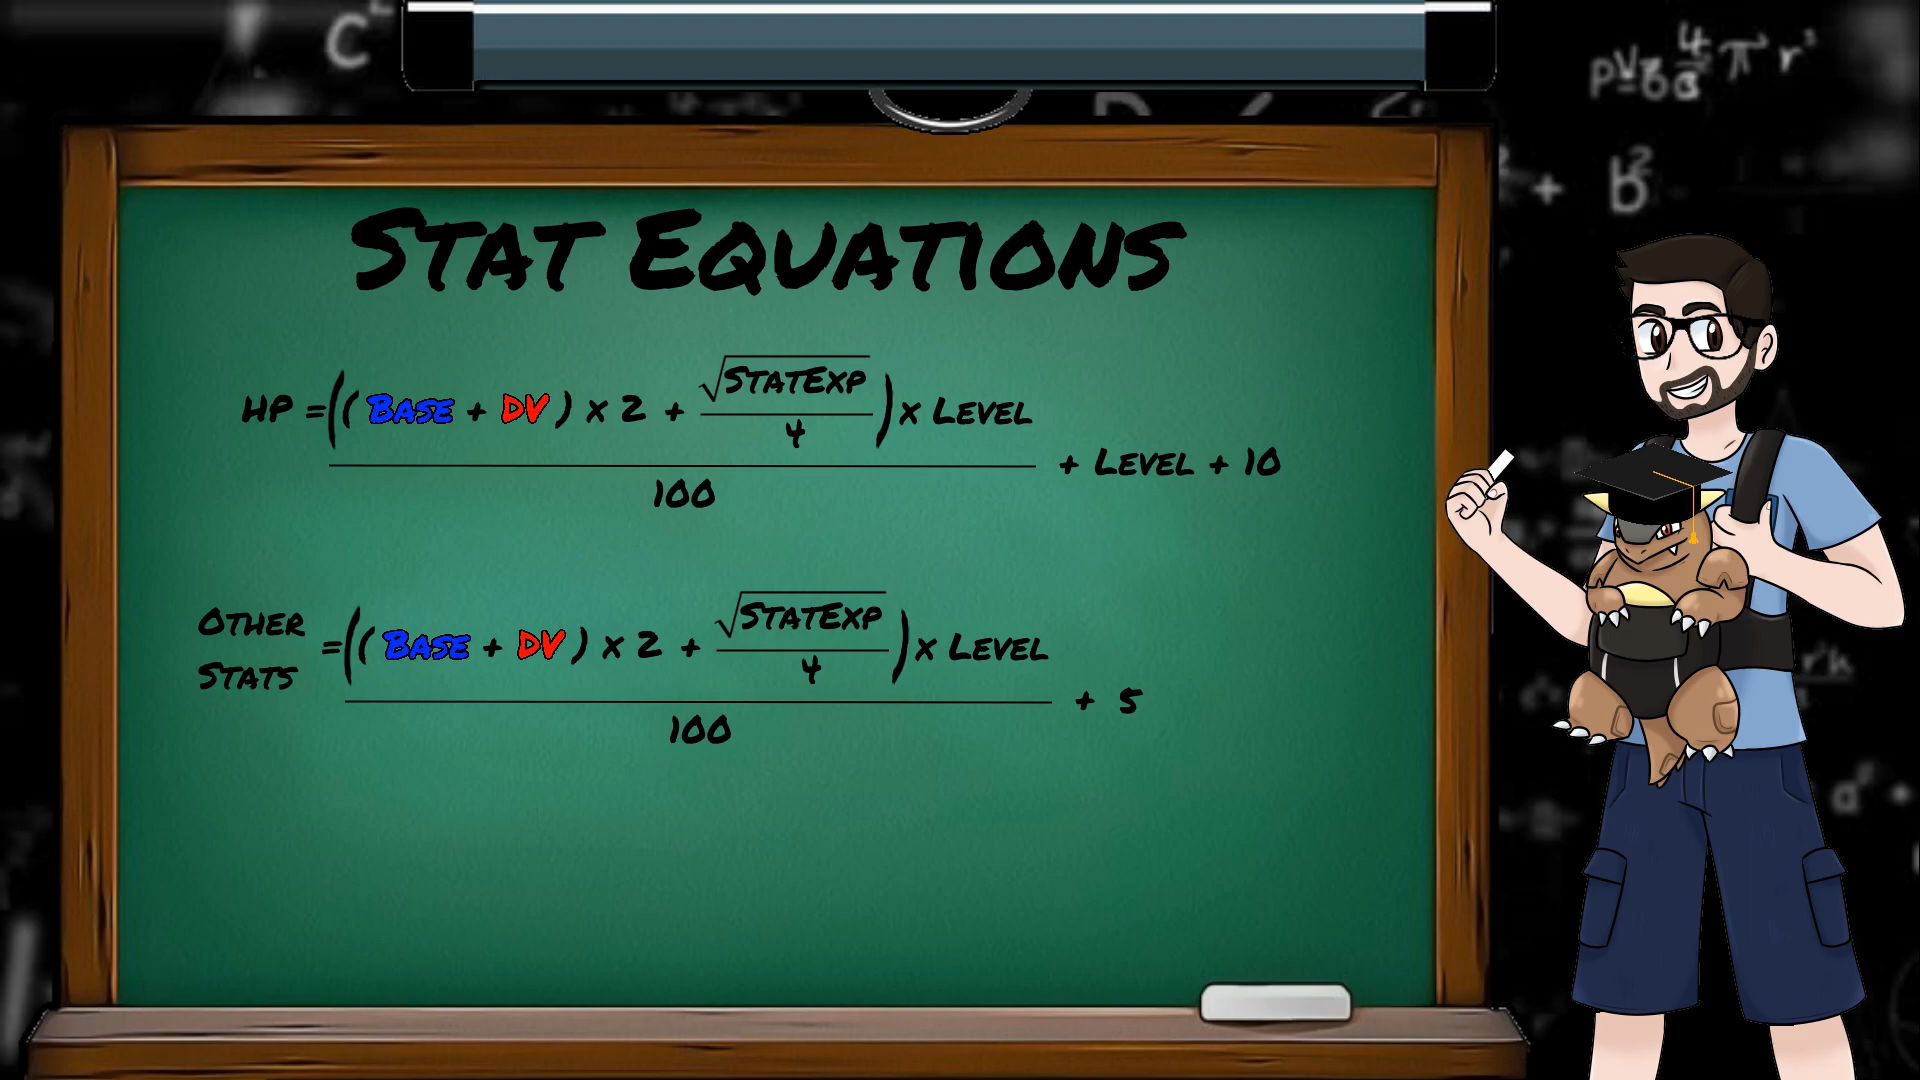 STAT EQUATIONS
HP = (( BASE + DV ) x 2 + √STATEXP / 4 ) x LEVEL
100
+ LEVEL + 10
OTHER STATS = (( BASE + DV ) x 2 + √STATEXP / 4 ) x LEVEL
100
+ 5